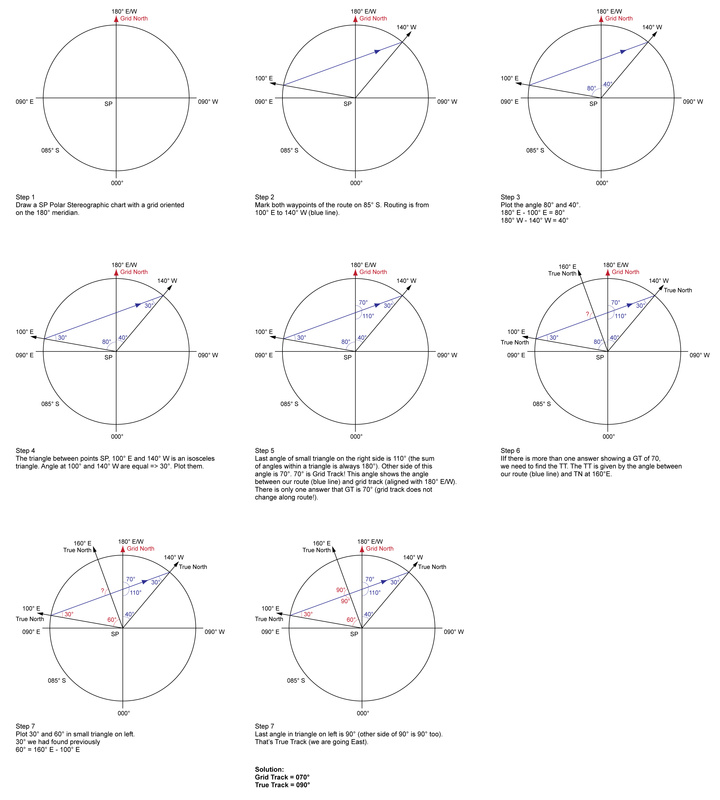 180° E/W
Grid North
090° E
SP
090° W
085° S
000°
Step 1
Draw a SP Polar Stereographic chart with a grid oriented
on the 180° meridian.
180° E/W
Grid North
140° W
100° E
090° E
SP
090° W
085° S
000°
Step 2
Mark both waypoints of the route on 85° S. Routing is from
100° E to 140° W (blue line).
180° E/W
Grid North
140° W
100° E
80°
40°
090° E
SP
090° W
085° S
000°
Step 3
Plot the angle 80° and 40°.
180° E - 100° E = 80°
180° W - 140° W = 40°
180° E/W
Grid North
140° W
30°
100° E
30°
80°
40°
090° E
SP
090° W
085° S
000°
Step 4
The triangle between points SP, 100° E and 140° W is an isosceles
triangle. Angle at 100° and 140° W are equal => 30°. Plot them.
180° E/W
Grid North
140° W
70°
30°
110°
100° E
30°
80°
40°
090° E
SP
090° W
085° S
000°
Step 5
Last angle of small triangle on the right side is 110° (the sum
of angles within a triangle is always 180°). Other side of this
angle is 70°. 70° is Grid Track! This angle shows the angle
between our route (blue line) and grid track (aligned with 180° E/W).
There is only one answer that GT is 70° (grid track does not
change along route!).
180° E/W
Grid North
160° E
True North
140° W
True North
70°
30°
?
110°
100° E
True North
30°
80°
40°
090° E
SP
090° W
085° S
000°
Step 6
IIf there is more than one answer showing a GT of 70,
we need to find the TT. The TT is given by the angle between
our route (blue line) and TN at 160°E.
180° E/W
Grid North
160° E
True North
140° W
True North
70°
30°
?
110°
100° E
True North
30°
60°
40°
090° E
SP
090° W
085° S
000°
Step 7
Plot 30° and 60° in small triangle on left.
30° we had found previously
60° = 160° E - 100° E
180° E/W
Grid North
160° E
True North
140° W
True North
70°
30°
90°
90°
110°
100° E
True North
30°
60°
40°
090° E
SP
090° W
085° S
000°
Step 7
Last angle in triangle on left is 90° (other side of 90° is 90° too).
That's True Track (we are going East).
Solution:
Grid Track = 070°
True Track = 090°